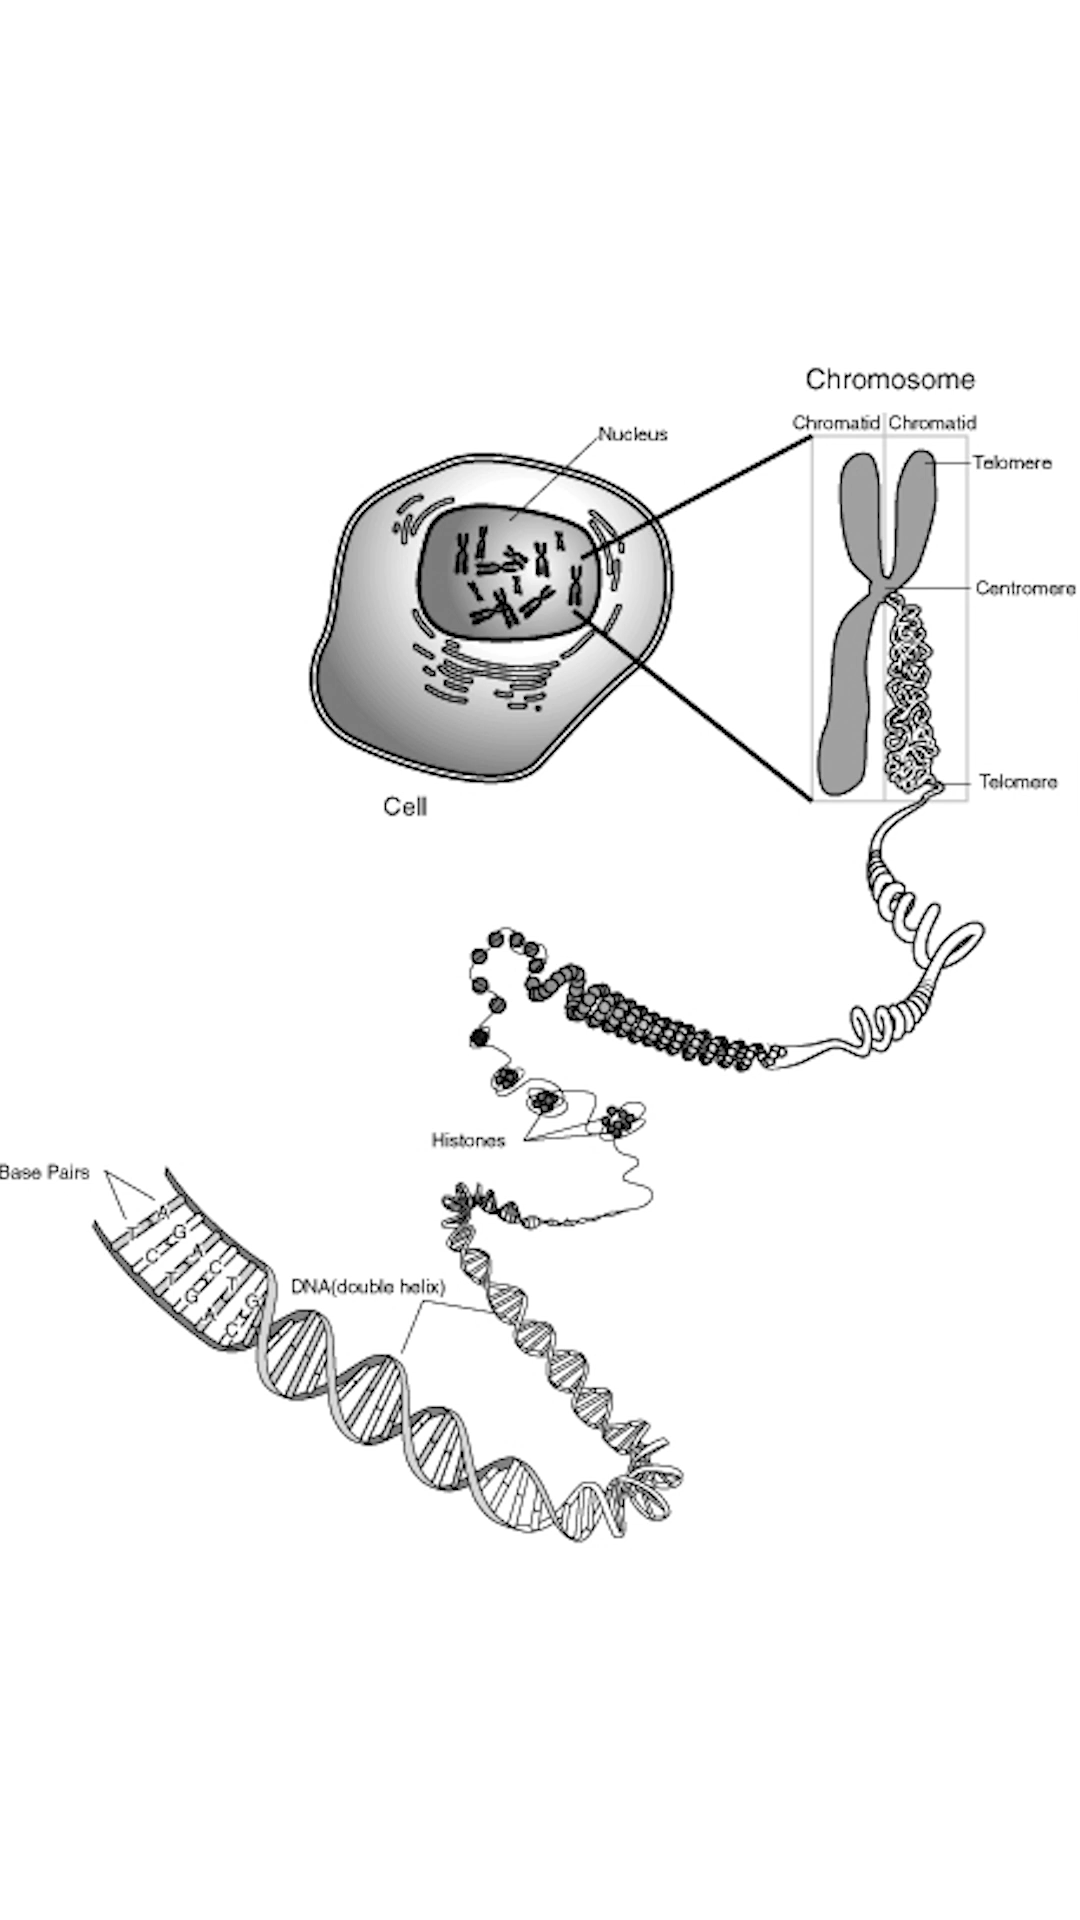 Chromosome
Chromatid Chromatid
Nucleus
Telomere
Centromere
Telomere
Cell
Histones
Base Pairs
T A
C G
T A
G C
A T
C G
DNA(double helix)